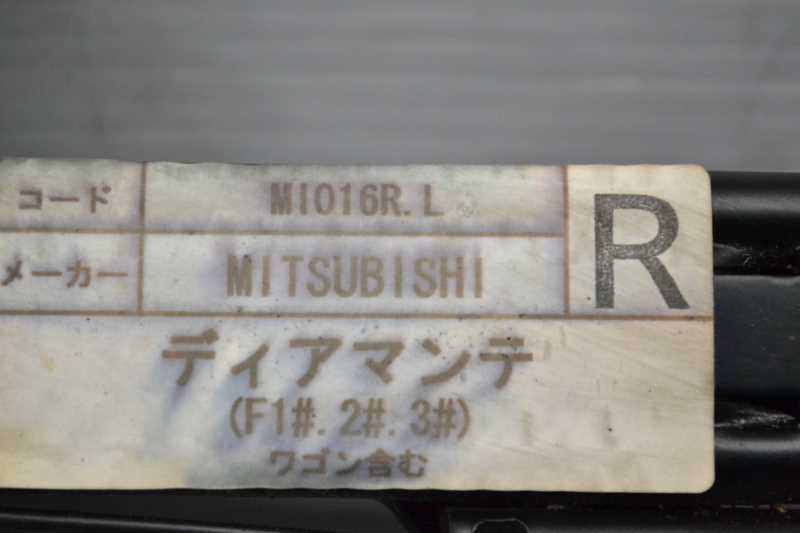 コード MI016R.L
R
メーカー MITSUBISHI
ディアマンテ
(F1#.2#.3#)
ワゴン含む